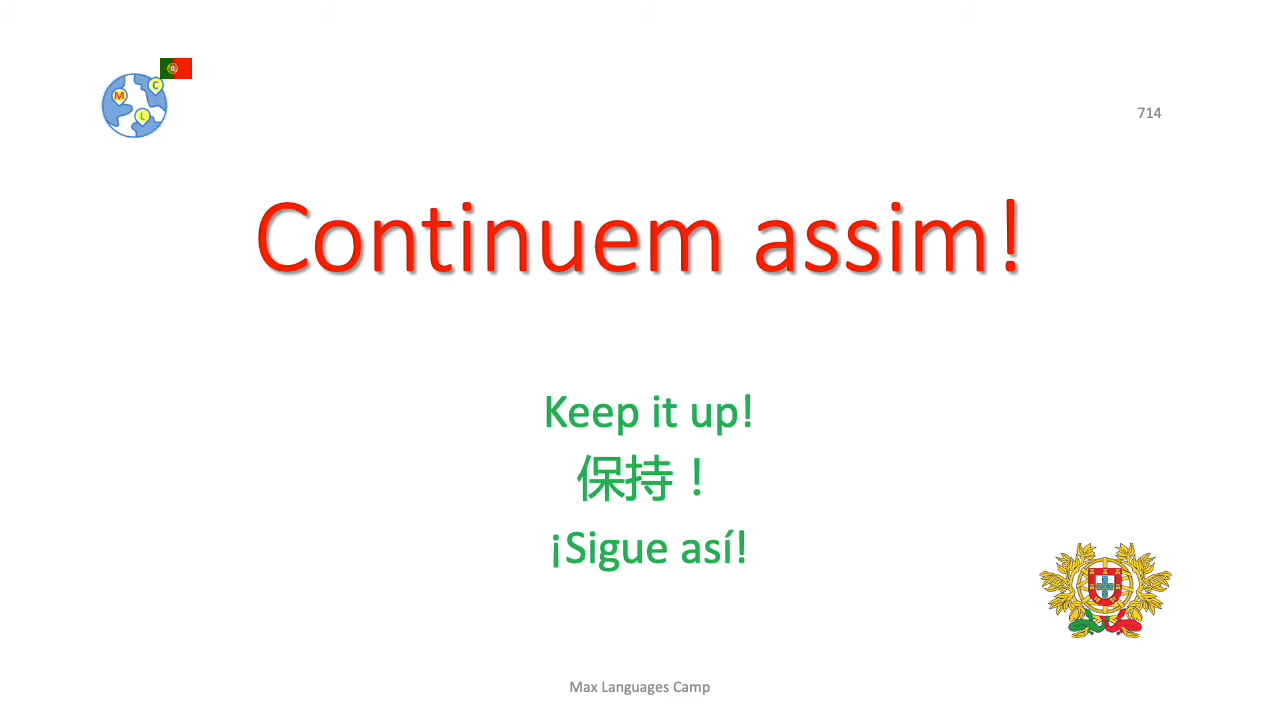 M C L
714
Continuem assim!
Keep it up!
保持！
¡Sigue así!
Max Languages Camp